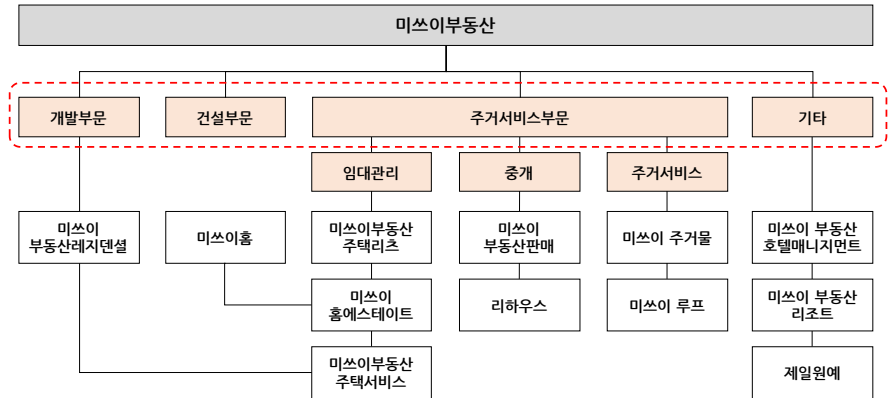 미쓰이부동산
개발부문
건설부문
주거서비스부문
기타
임대관리
중개
주거서비스
미쓰이
부동산레지덴셜
미쓰이홈
미쓰이부동산
주택리츠
미쓰이
부동산판매
미쓰이 주거몰
미쓰이 부동산
호텔매니지먼트
미쓰이
홈에스테이트
리하우스
미쓰이 루프
미쓰이 부동산
리조트
미쓰이부동산
주택서비스
제일원예